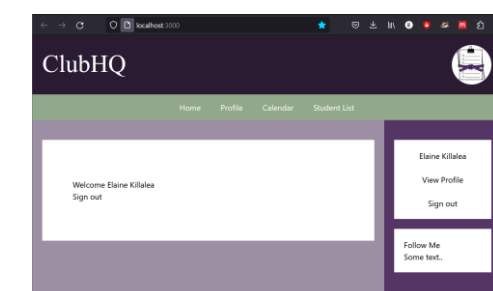 localhost:3000
ClubHQ
Home Profile Calendar Student List
Welcome Elaine Killalea
Sign out
Elaine Killalea
View Profile
Sign out
Follow Me
Some text..